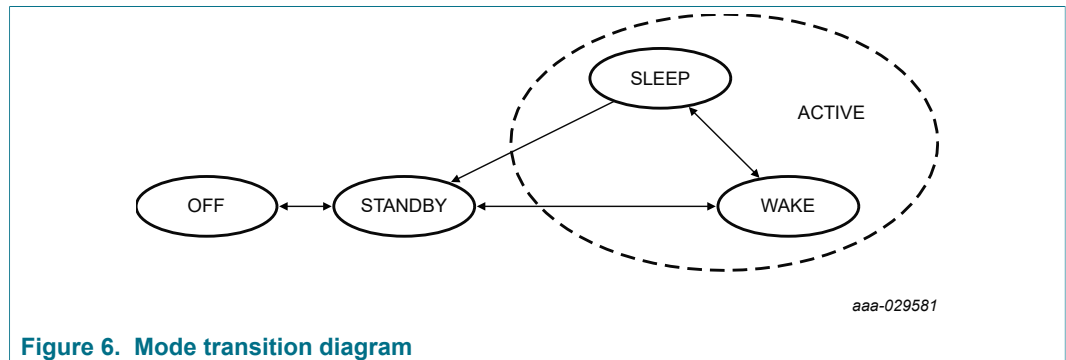 SLEEP
ACTIVE
OFF
STANDBY
WAKE
aaa-029581
Figure 6. Mode transition diagram